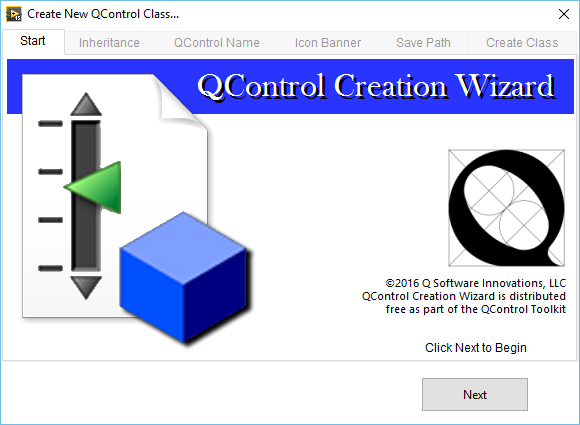 Create New QControl Class...
Start
Inheritance
QControl Name
Icon Banner
Save Path
Create Class
QControl Creation Wizard
©2016 Q Software Innovations, LLC
QControl Creation Wizard is distributed
free as part of the QControl Toolkit
Click Next to Begin
Next